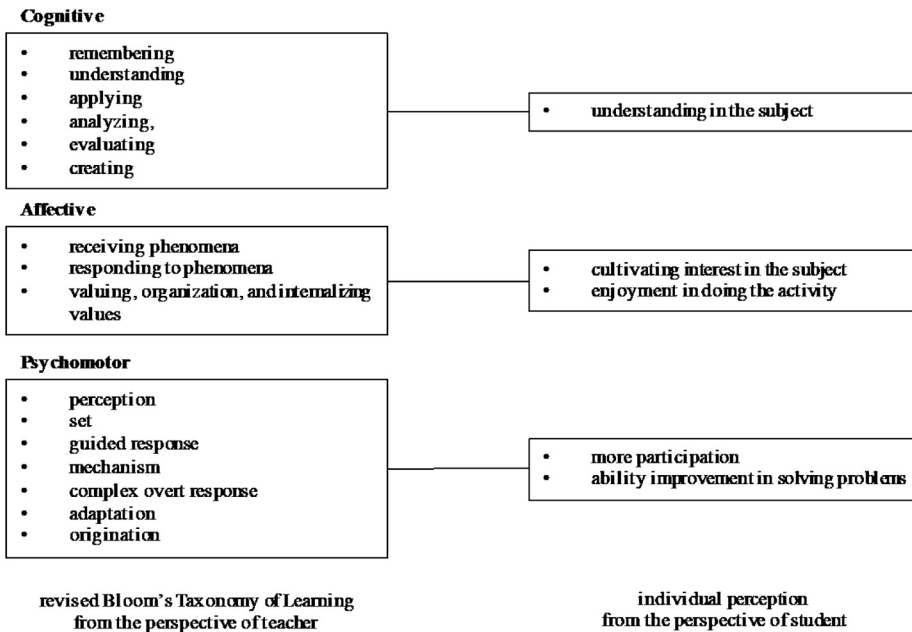 Cognitive
• remembering
• understanding
• applying
• analyzing,
• evaluating
• creating
• understanding in the subject
Affective
• receiving phenomena
• responding to phenomena
• valuing, organization, and internalizing
values
• cultivating interest in the subject
• enjoyment in doing the activity
Psychomotor
• perception
• set
• guided response
• mechanism
• complex overt response
• adaptation
• origination
• more participation
• ability improvement in solving problems
revised Bloom's Taxonomy of Learning
from the perspective of teacher
individual perception
from the perspective of student